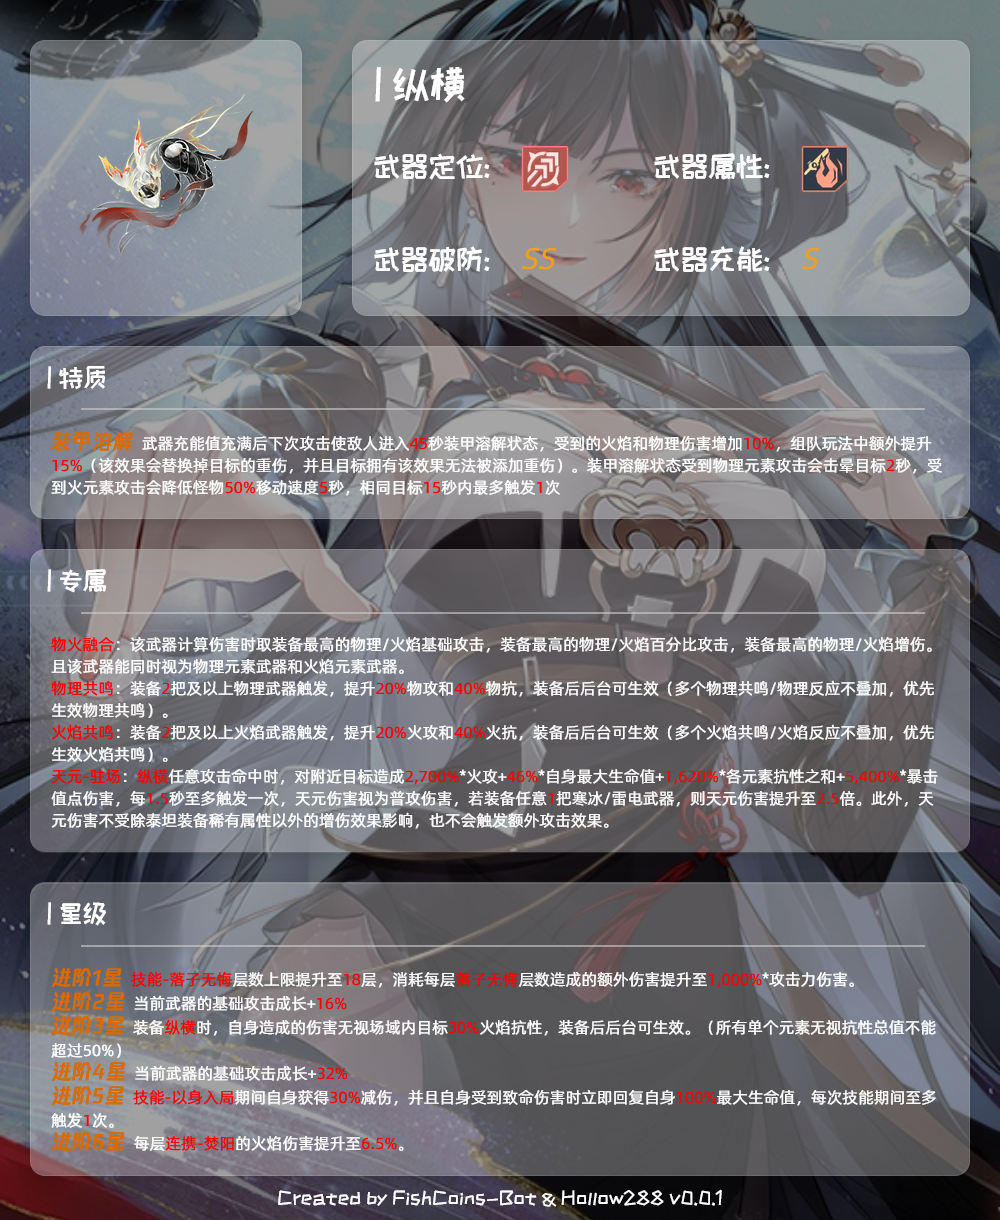 纵横
武器定位:
武器属性:
武器破防: SS
武器充能: S
特质
装甲溶解 武器充能值充满后下次攻击使敌人进入45秒装甲溶解状态，受到的火焰和物理伤害增加10%，组队玩法中额外提升
15%（该效果会替换掉目标的重伤，并且目标拥有该效果无法被添加重伤）。装甲溶解状态受到物理元素攻击会击晕目标2秒，受
到火元素攻击会降低怪物50%移动速度5秒，相同目标15秒内最多触发1次
专属
物火融合：该武器计算伤害时取装备最高的物理/火焰基础攻击，装备最高的物理/火焰百分比攻击，装备最高的物理/火焰增伤。
且该武器能同时视为物理元素武器和火焰元素武器。
物理共鸣：装备2把及以上物理武器触发，提升20%物攻和40%物抗，装备后后台可生效（多个物理共鸣/物理反应不叠加，优先
生效物理共鸣）。
火焰共鸣：装备2把及以上火焰武器触发，提升20%火攻和40%火抗，装备后后台可生效（多个火焰共鸣/火焰反应不叠加，优先
生效火焰共鸣）。
天元-驻场：纵横任意攻击命中时，对附近目标造成2,700%*火攻+46%*自身最大生命值+1,620%*各元素抗性之和+5,400%*暴击
值点伤害，每1.5秒至多触发一次，天元伤害视为普攻伤害，若装备任意1把寒冰/雷电武器，则天元伤害提升至2.5倍。此外，天
元伤害不受除泰坦装备稀有属性以外的增伤效果影响，也不会触发额外攻击效果。
星级
进阶1星 技能-落子无悔层数上限提升至18层，消耗每层落子无悔层数造成的额外伤害提升至1,000%*攻击力伤害。
进阶2星 当前武器的基础攻击成长+16%
进阶3星 装备纵横时，自身造成的伤害无视场域内目标30%火焰抗性，装备后后台可生效。（所有单个元素无视抗性总值不能
超过50%）
进阶4星 当前武器的基础攻击成长+32%
进阶5星 技能-以身入局期间自身获得30%减伤，并且自身受到致命伤害时立即回复自身100%最大生命值，每次技能期间至多
触发1次。
进阶6星 每层连携-焚阳的火焰伤害提升至6.5%。
Created by FishCoins-Bot & Hollow288 v0.0.1